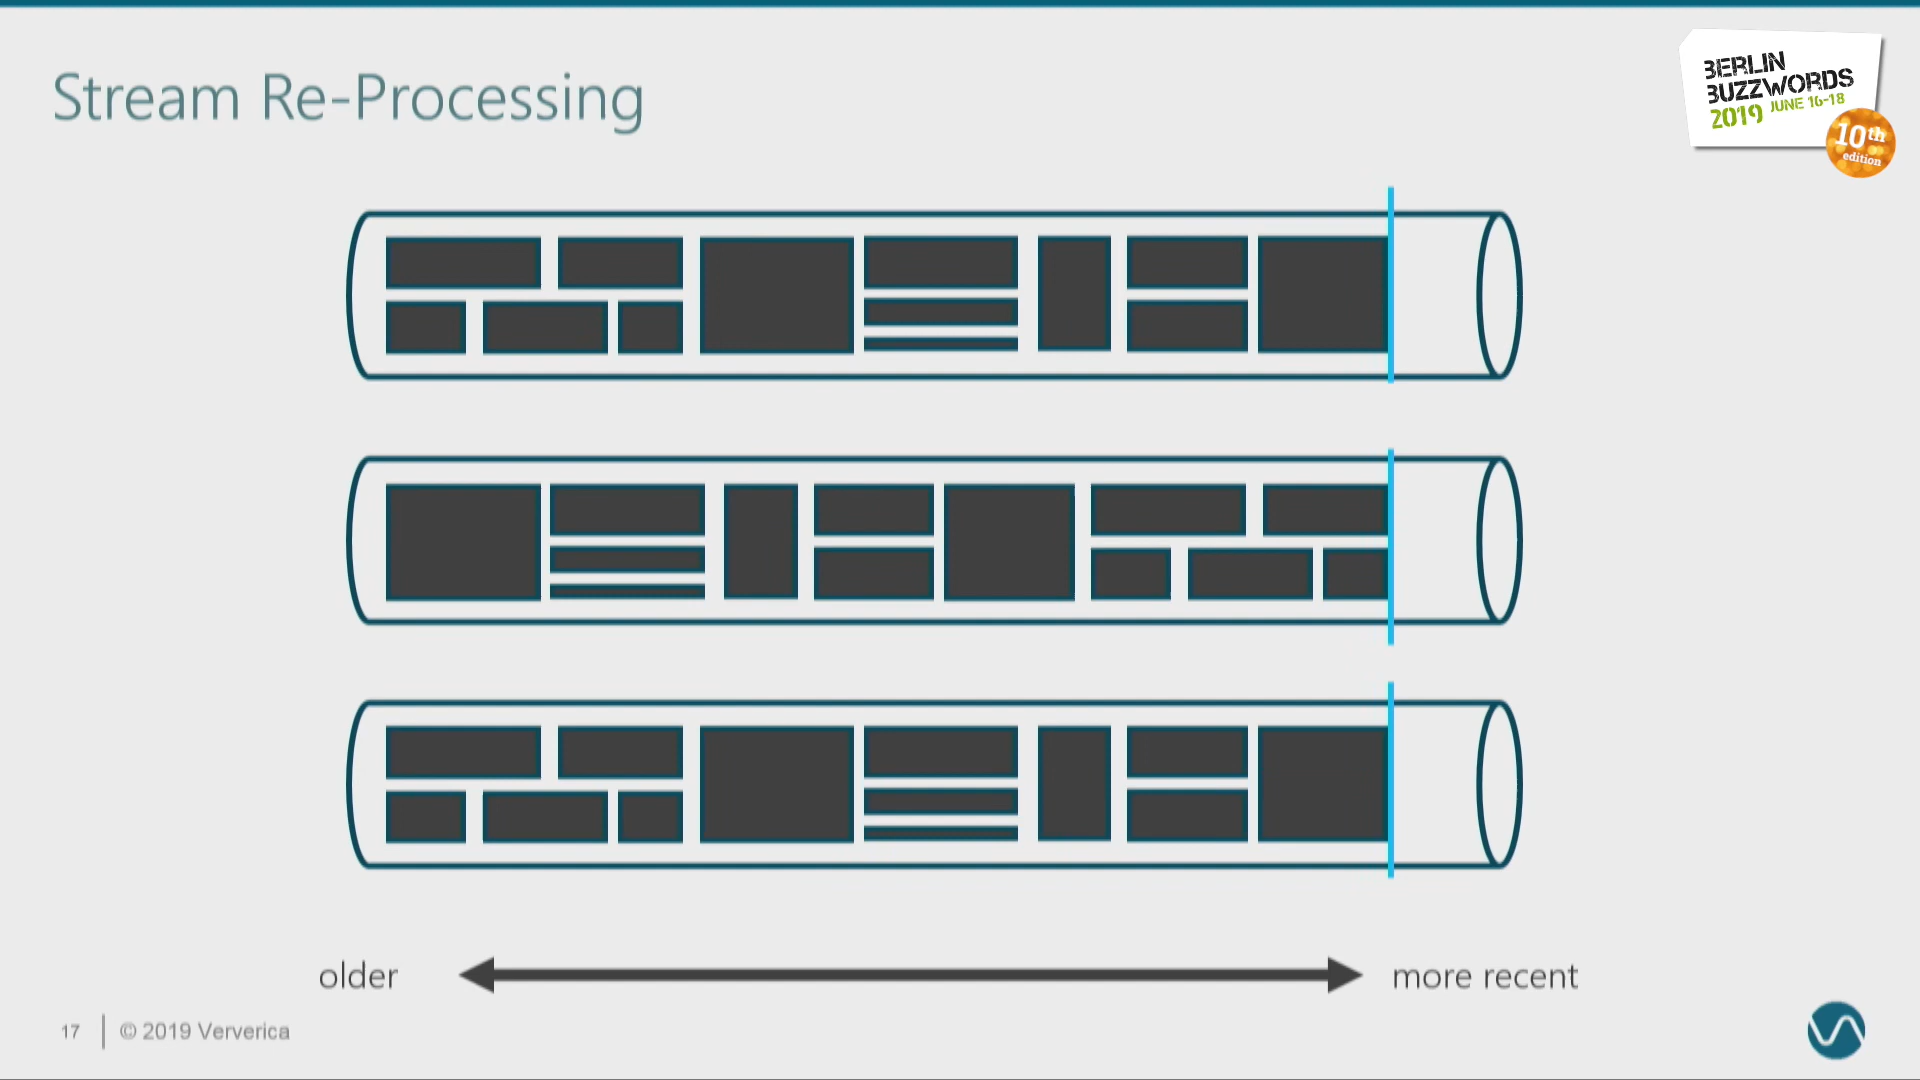 Stream Re-Processing
BERLIN
BUZZWORDS
2019 JUNE 16-18
10th
edition
older
more recent
17
© 2019 Ververica